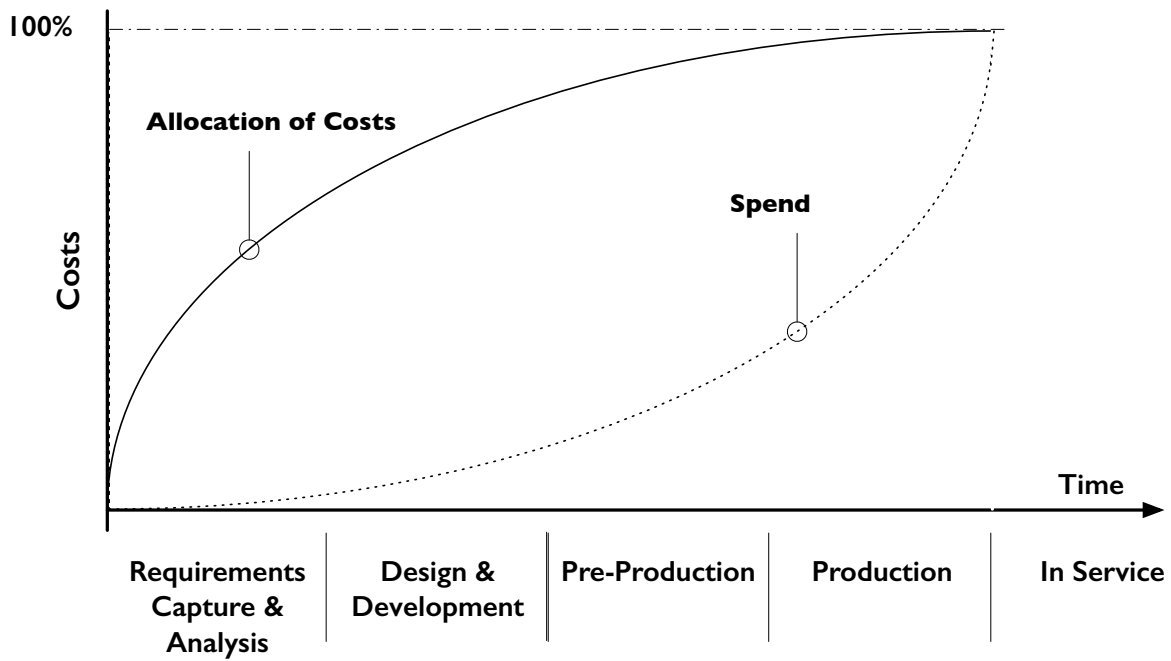 100%
Allocation of Costs
Spend
Costs
Time
Requirements
Capture &
Analysis
Design &
Development
Pre-Production
Production
In Service